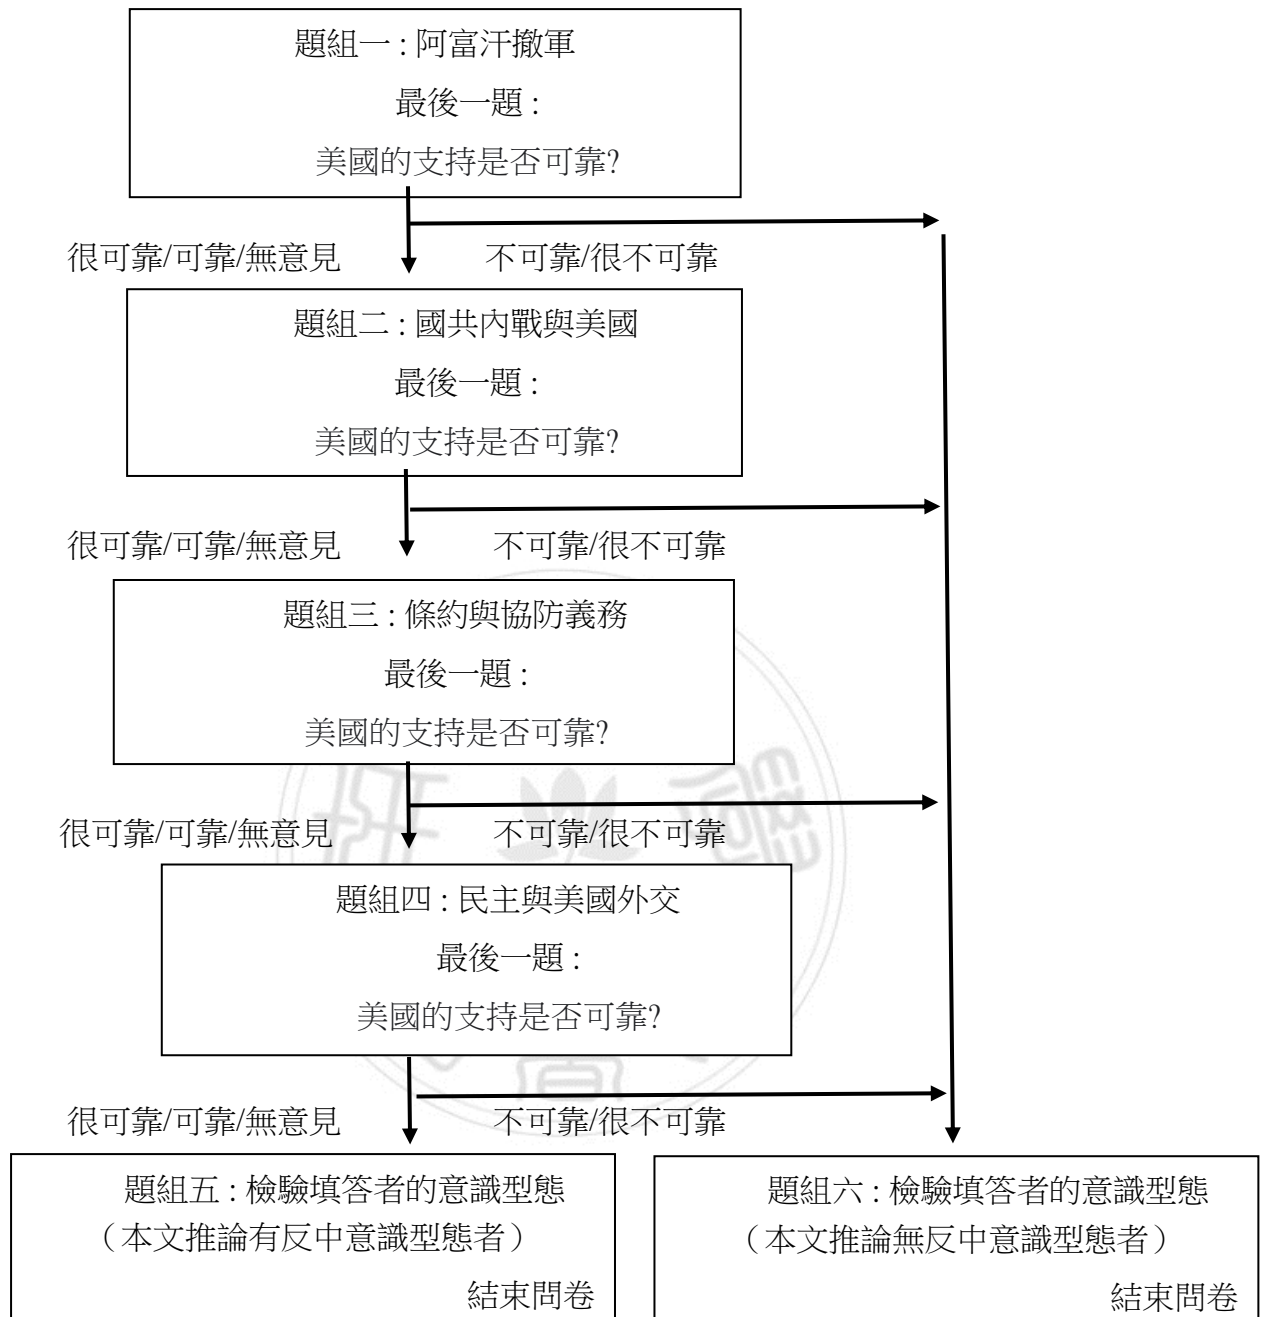 題組一 : 阿富汗撤軍
最後一題 :
美國的支持是否可靠?
很可靠/可靠/無意見
不可靠/很不可靠
題組二 : 國共內戰與美國
最後一題 :
美國的支持是否可靠?
很可靠/可靠/無意見
不可靠/很不可靠
題組三 : 條約與協防義務
最後一題 :
美國的支持是否可靠?
很可靠/可靠/無意見
不可靠/很不可靠
題組四 : 民主與美國外交
最後一題 :
美國的支持是否可靠?
很可靠/可靠/無意見
不可靠/很不可靠
題組五 : 檢驗填答者的意識型態
（本文推論有反中意識型態者）
結束問卷
題組六 : 檢驗填答者的意識型態
（本文推論無反中意識型態者）
結束問卷